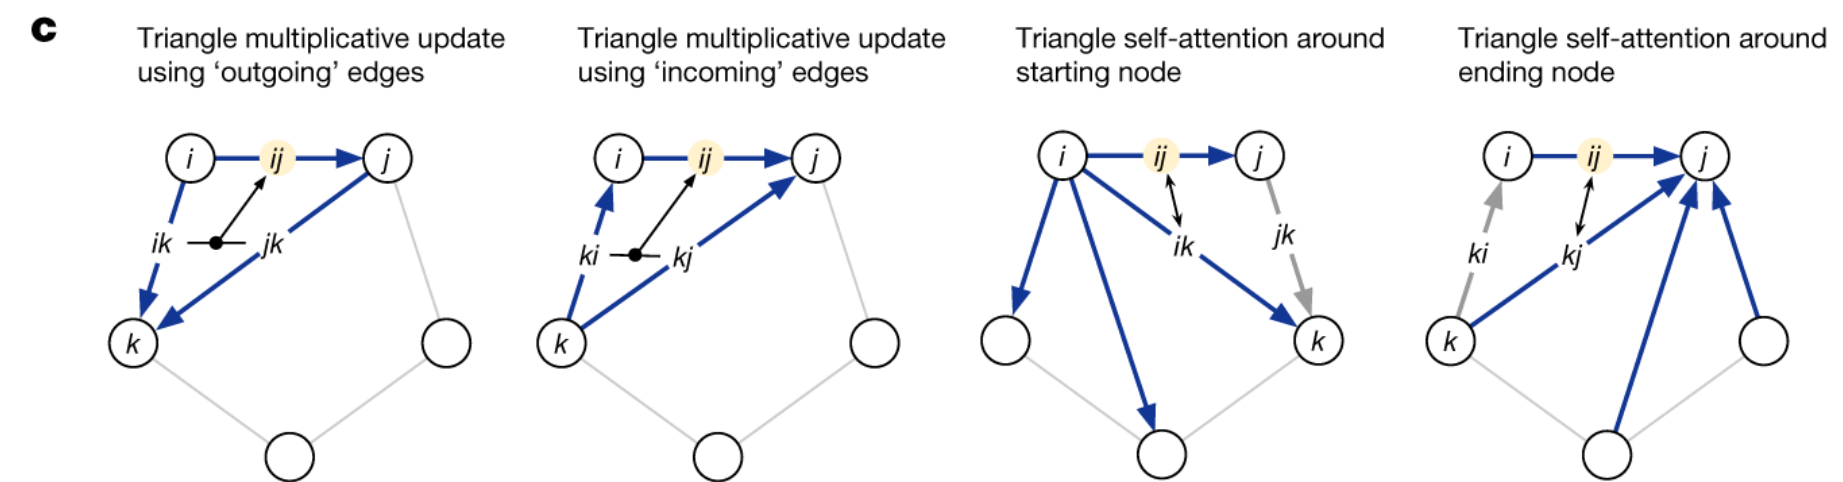 c
Triangle multiplicative update
using ‘outgoing’ edges
i
ij
j
ik
jk
k
Triangle multiplicative update
using ‘incoming’ edges
i
ij
j
ki
kj
k
Triangle self-attention around
starting node
i
ij
j
ik
jk
k
Triangle self-attention around
ending node
i
ij
j
ki
kj
k